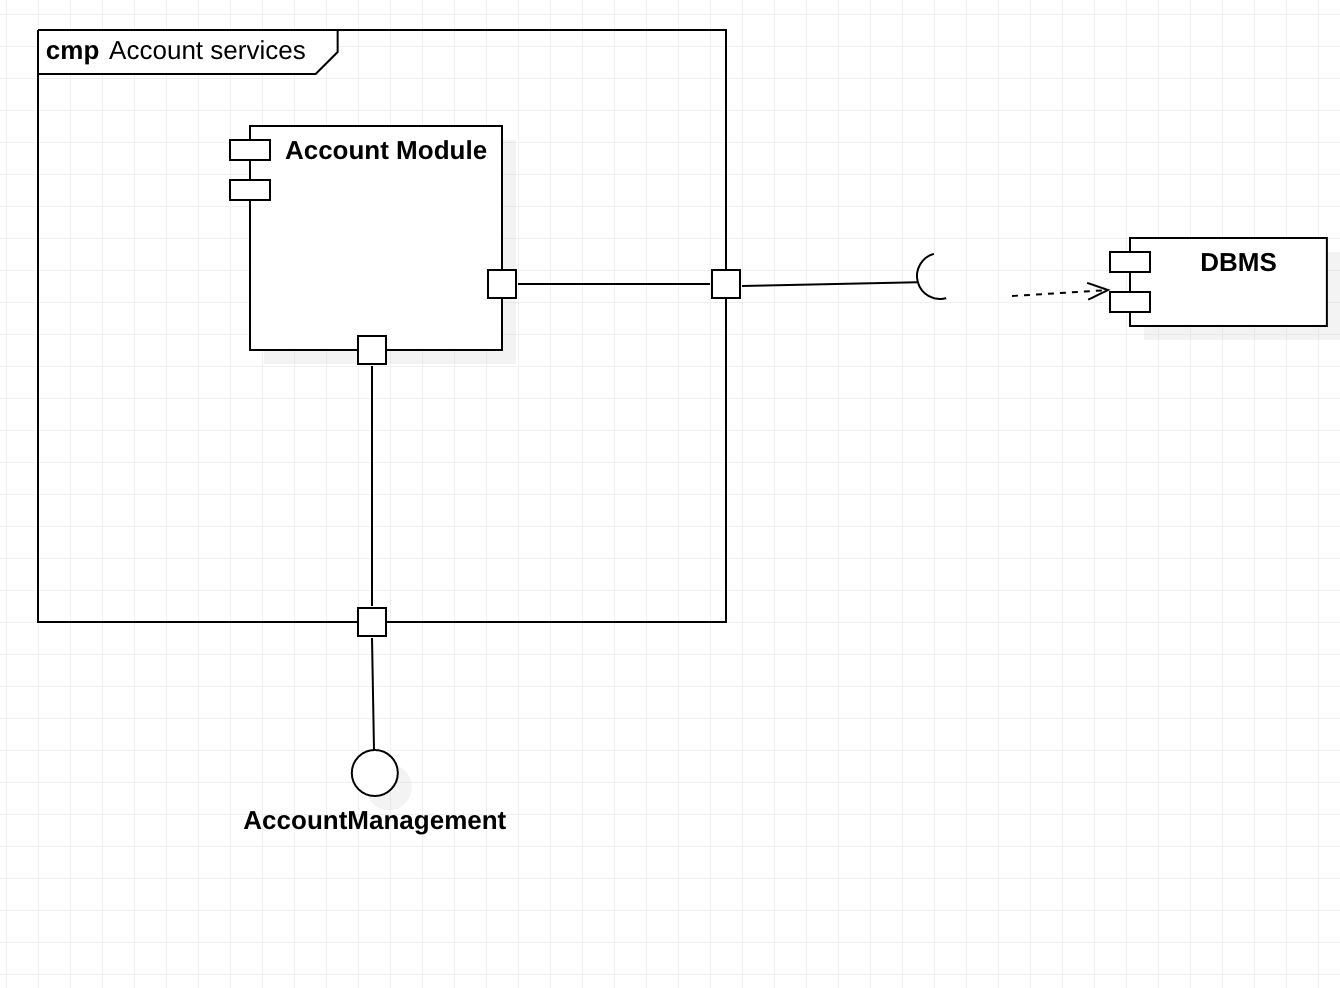 cmp Account services
Account Module
DBMS
AccountManagement